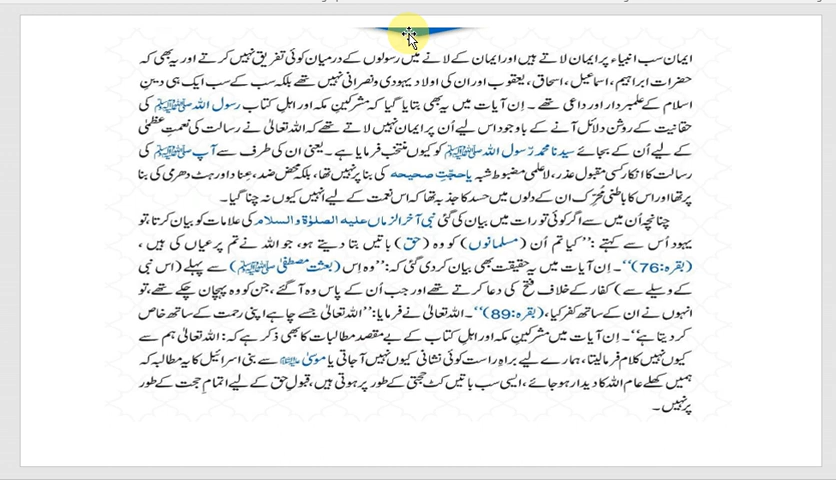 ایمان سب انبیاء پر ایمان لاتے ہیں اور ایمان کے لانے میں رسولوں کے درمیان کوئی تفریق نہیں کرتے اور یہ بھی کہ
حضرات ابراہیم، اسماعیل، اسحاق، یعقوب اور ان کی اولاد یہودی و نصرانی نہیں تھے بلکہ سب کے سب ایک ہی دینِ
اسلام کے علمبردار اور داعی تھے ۔ اِن آیات میں یہ بھی بتایا گیا کہ مشرکینِ مکہ اور اہلِ کتاب رسول اللہ ﷺ کی
حقانیت کے روشن دلائل آنے کے باوجود اس لیے اُن پر ایمان نہیں لاتے تھے کہ اللہ تعالیٰ نے رسالت کی نعمتِ عظمیٰ
کے لیے اُن کے بجائے سیدنا محمد رّسول اللہ ﷺ کو کیوں منتخب فرمایا ہے ۔ یعنی ان کی طرف سے آپ ﷺ کی
رسالت کا انکار کسی مقبول عذر، لاعلمی مضبوط شبہ یا حجّتِ صحیحہ کی بنا پر نہیں تھا، بلکہ محض ضد، عناد اور ہٹ دھرمی کی بنا
پر تھا اور اس کا باطنی محرّک ان کے دلوں میں حسد کا جذبہ تھا کہ اس نعمت کے لیے انہیں کیوں نہ چنا گیا ۔
چنانچہ اُن میں سے اگر کوئی تورات میں بیان کی گئی نبی آخر الزماں علیہ الصلوٰۃ والسلام کی علامات کو بیان کرتا، تو
یہود اُس سے کہتے : ’’کیا تم اُن (مسلمانوں) کو وہ (حق) باتیں بتا دیتے ہو، جو اللہ نے تم پر عیاں کی ہیں ،
(بقرہ:76)‘‘۔ اِن آیات میں یہ حقیقت بھی بیان کر دی گئی کہ: ’’وہ اِس (بعثتِ مصطفیٰ ﷺ) سے پہلے (اس نبی
کے وسیلے سے) کفار کے خلاف فتح کی دعا کرتے تھے اور جب اُن کے پاس وہ آگئے ، جن کو وہ پہچان چکے تھے، تو
انہوں نے ان کے ساتھ کفر کیا، (بقرہ:89)‘‘۔ اللہ تعالیٰ نے فرمایا: ’’اللہ تعالیٰ جسے چاہے اپنی رحمت کے ساتھ خاص
کر دیتا ہے‘‘۔ اِن آیات میں مشرکینِ مکہ اور اہلِ کتاب کے بے مقصد مطالبات کا بھی ذکر ہے کہ: اللہ تعالیٰ ہم سے
کیوں نہیں کلام فرمالیتا، ہمارے لیے براہِ راست کوئی نشانی کیوں نہیں آجاتی یا موسیٰ علیہ السلام سے بنی اسرائیل کا یہ مطالبہ کہ
ہمیں کھلے عام اللہ کا دیدار ہو جائے ، ایسی سب باتیں کٹ حجتی کے طور پر ہوتی ہیں، قبولِ حق کے لیے اتمامِ حجت کے طور
پر نہیں ۔